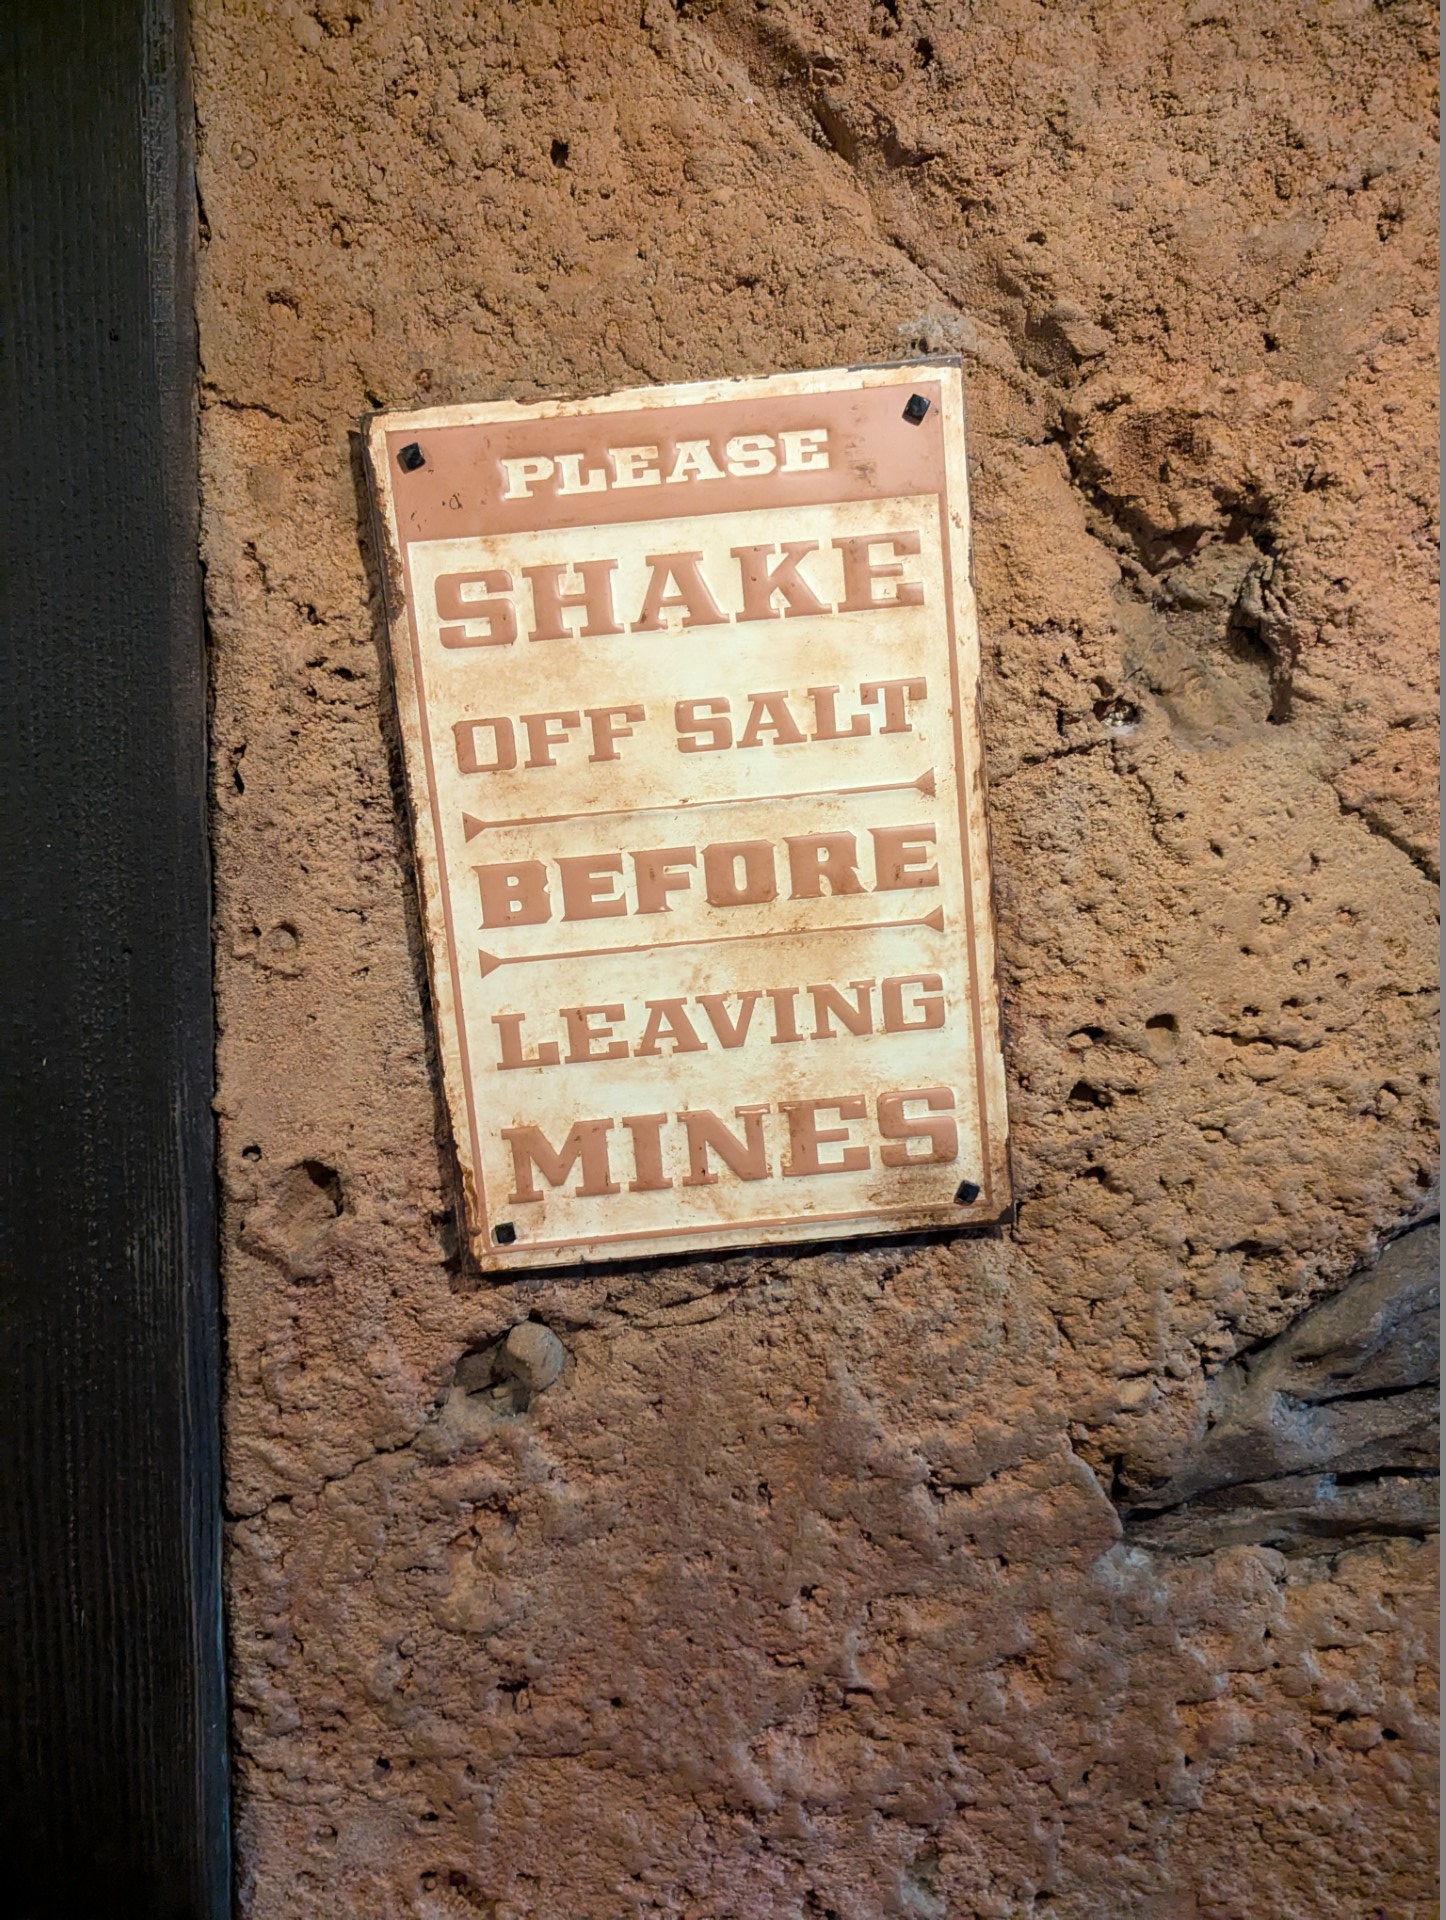 PLEASE
SHAKE
OFF SALT
BEFORE
LEAVING
MINES